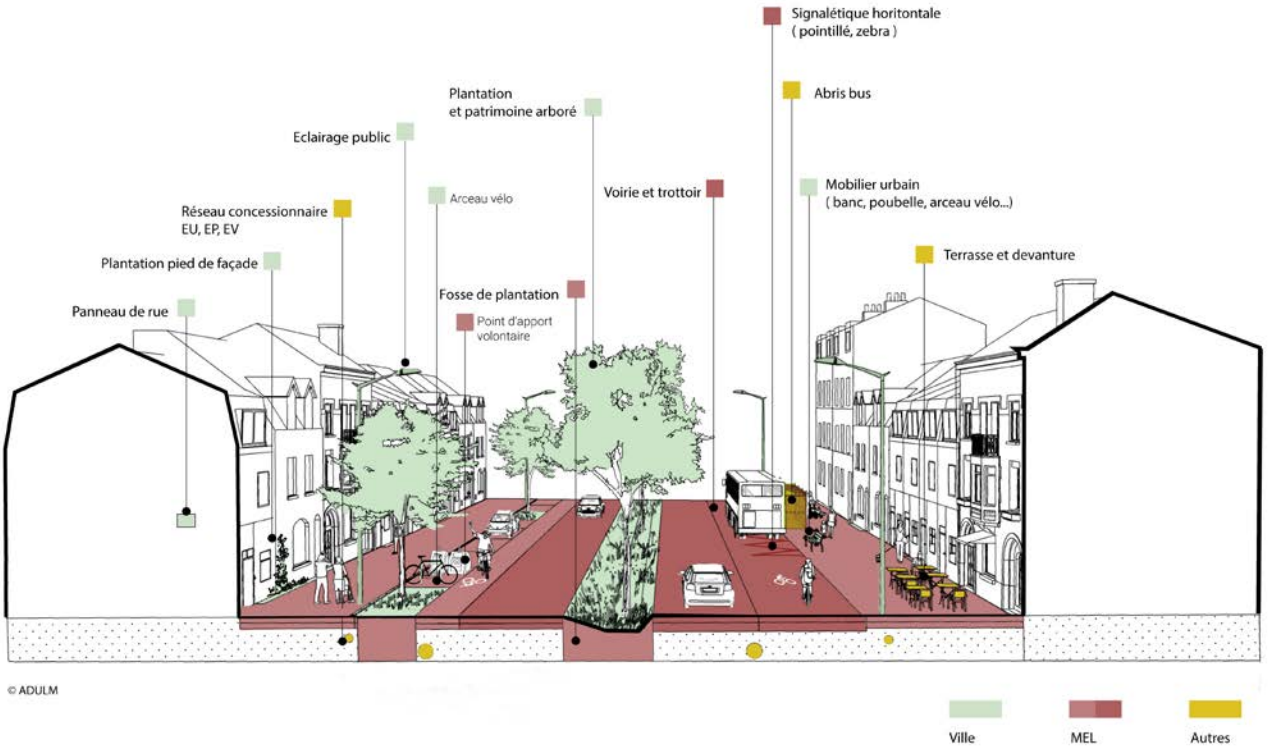 Signalétique horitontale
( pointillé, zebra )
Abris bus
Plantation
et patrimoine arboré
Eclairage public
Arceau vélo
Voirie et trottoir
Mobilier urbain
( banc, poubelle, arceau vélo...)
Réseau concessionnaire
EU, EP, EV
Plantation pied de façade
Terrasse et devanture
Fosse de plantation
Panneau de rue
Point d'apport
volontaire
© ADULM
Ville
MEL
Autres